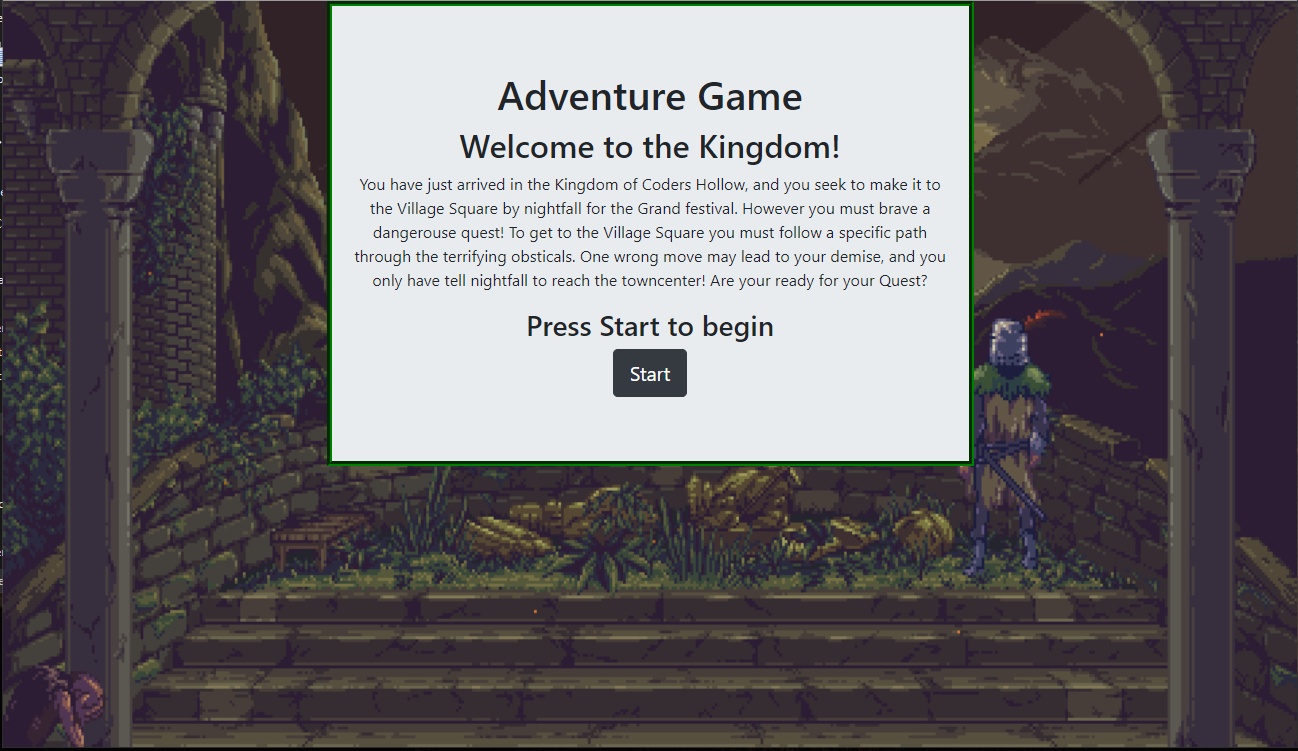 Adventure Game
Welcome to the Kingdom!
You have just arrived in the Kingdom of Coders Hollow, and you seek to make it to
the Village Square by nightfall for the Grand festival. However you must brave a
dangerouse quest! To get to the Village Square you must follow a specific path
through the terrifying obsticals. One wrong move may lead to your demise, and you
only have tell nightfall to reach the towncenter! Are your ready for your Quest?
Press Start to begin
Start